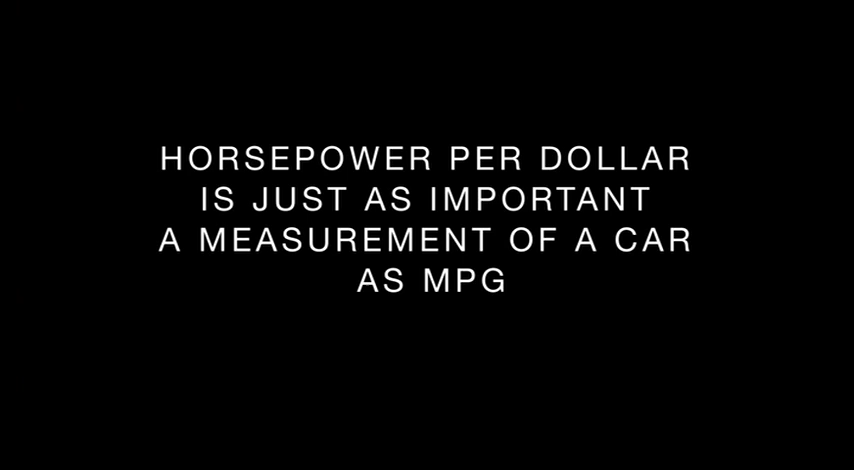 HORSEPOWER PER DOLLAR
IS JUST AS IMPORTANT
A MEASUREMENT OF A CAR
AS MPG